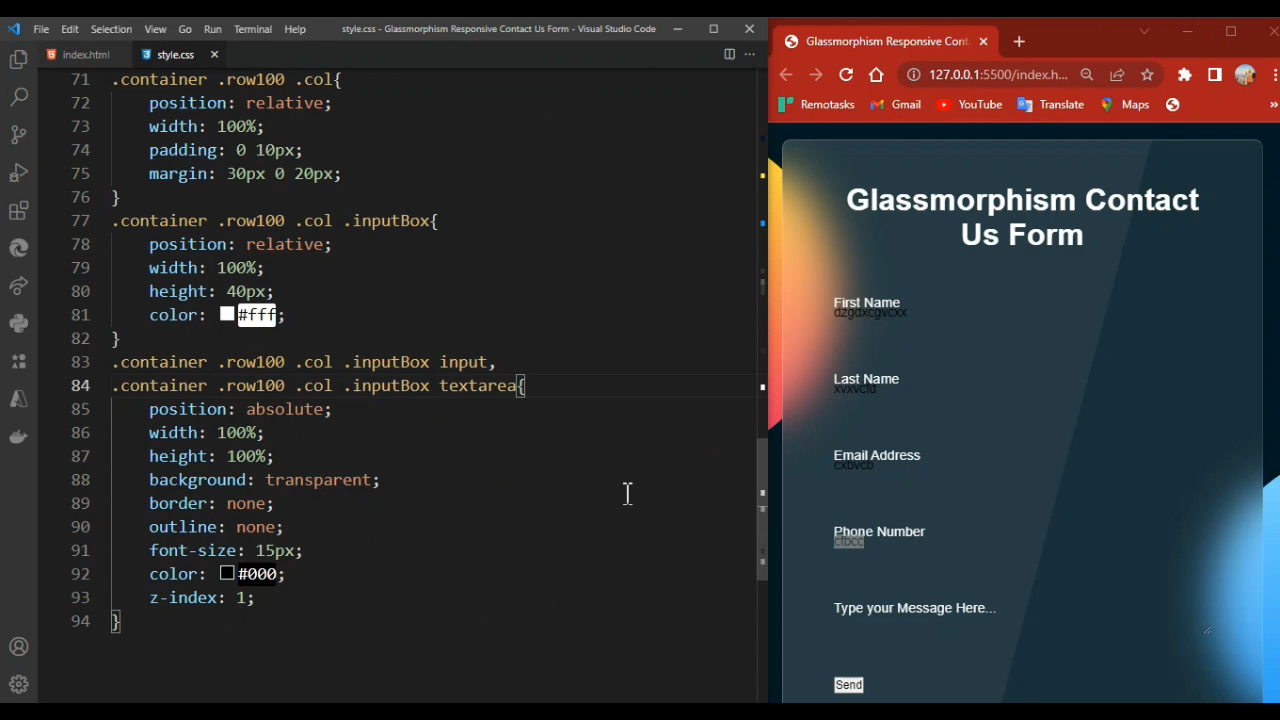 File Edit Selection View Go Run Terminal Help style.css - Glassmorphism Responsive Contact Us Form - Visual Studio Code
index.html style.css
71 .container .row100 .col{
72 position: relative;
73 width: 100%;
74 padding: 0 10px;
75 margin: 30px 0 20px;
76 }
77 .container .row100 .col .inputBox{
78 position: relative;
79 width: 100%;
80 height: 40px;
81 color: #fff;
82 }
83 .container .row100 .col .inputBox input,
84 .container .row100 .col .inputBox textarea{
85 position: absolute;
86 width: 100%;
87 height: 100%;
88 background: transparent;
89 border: none;
90 outline: none;
91 font-size: 15px;
92 color: #000;
93 z-index: 1;
94 }
Glassmorphism Responsive Cont
127.0.0.1:5500/index.h...
Remotasks Gmail YouTube Translate Maps »
Glassmorphism Contact
Us Form
First Name
dzgdxcgvcxx
Last Name
Email Address
cxbvcb
Phone Number
Type your Message Here...
Send